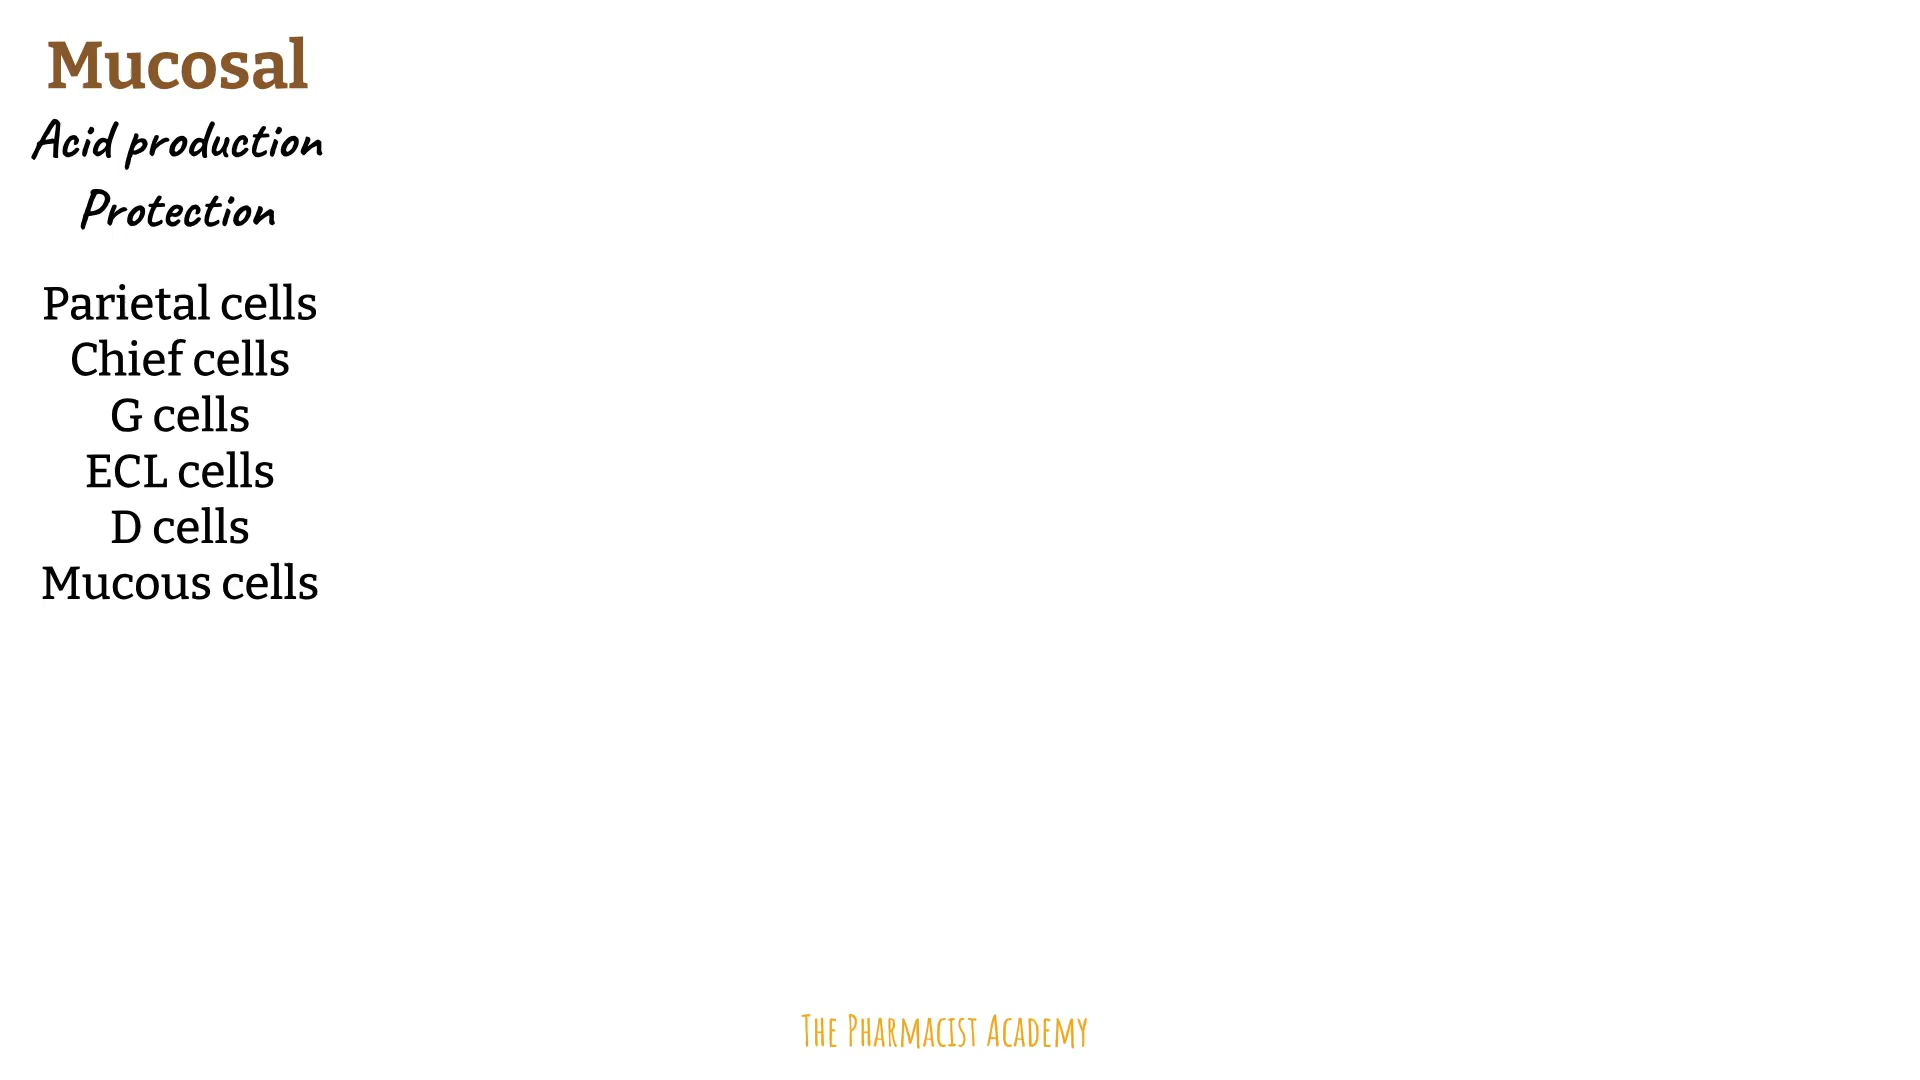 Mucosal
Acid production
Protection
Parietal cells
Chief cells
G cells
ECL cells
D cells
Mucous cells
The Pharmacist Academy